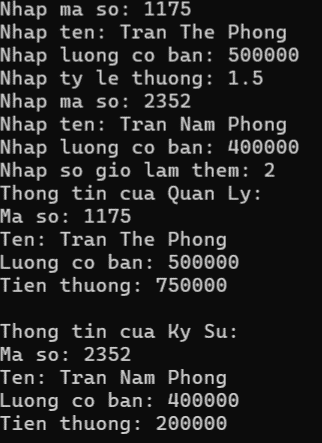 Nhap ma so: 1175
Nhap ten: Tran The Phong
Nhap luong co ban: 500000
Nhap ty le thuong: 1.5
Nhap ma so: 2352
Nhap ten: Tran Nam Phong
Nhap luong co ban: 400000
Nhap so gio lam them: 2
Thong tin cua Quan Ly:
Ma so: 1175
Ten: Tran The Phong
Luong co ban: 500000
Tien thuong: 750000
Thong tin cua Ky Su:
Ma so: 2352
Ten: Tran Nam Phong
Luong co ban: 400000
Tien thuong: 200000